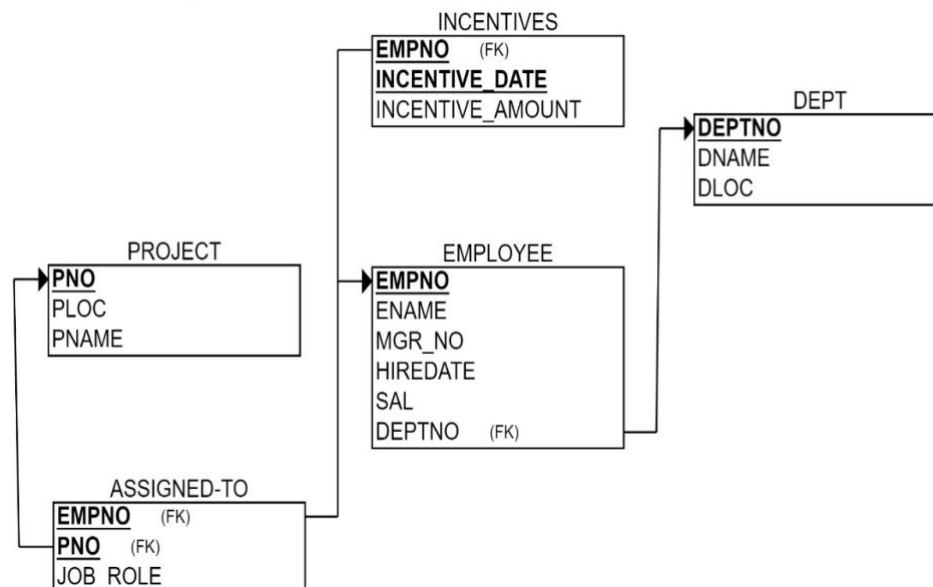 INCENTIVES
EMPNO (FK)
INCENTIVE_DATE
INCENTIVE_AMOUNT
DEPT
DEPTNO
DNAME
DLOC
PROJECT
PNO
PLOC
PNAME
EMPLOYEE
EMPNO
ENAME
MGR_NO
HIREDATE
SAL
DEPTNO (FK)
ASSIGNED-TO
EMPNO (FK)
PNO (FK)
JOB_ROLE